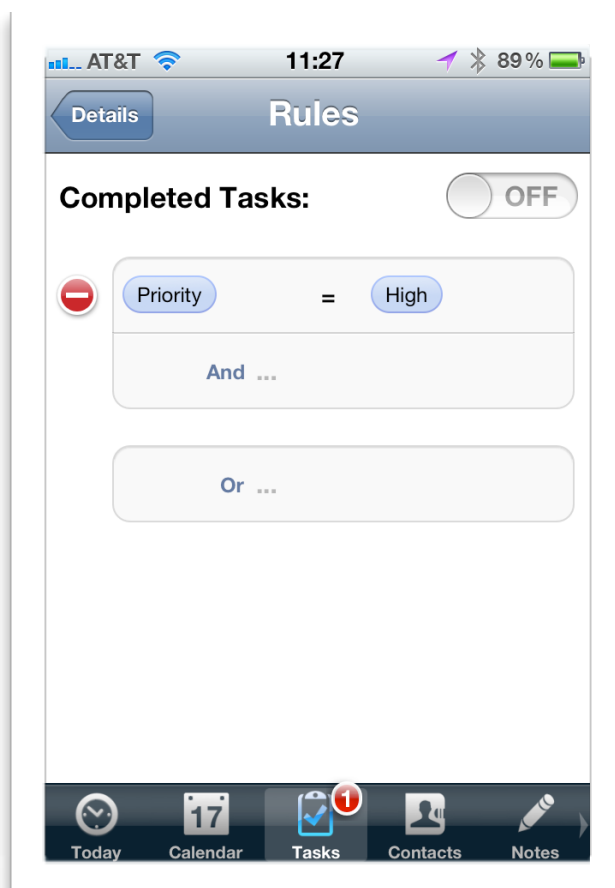 AT&T 11:27 89%
Details Rules
Completed Tasks: OFF
Priority = High
And ...
Or ...
17 1
Today Calendar Tasks Contacts Notes